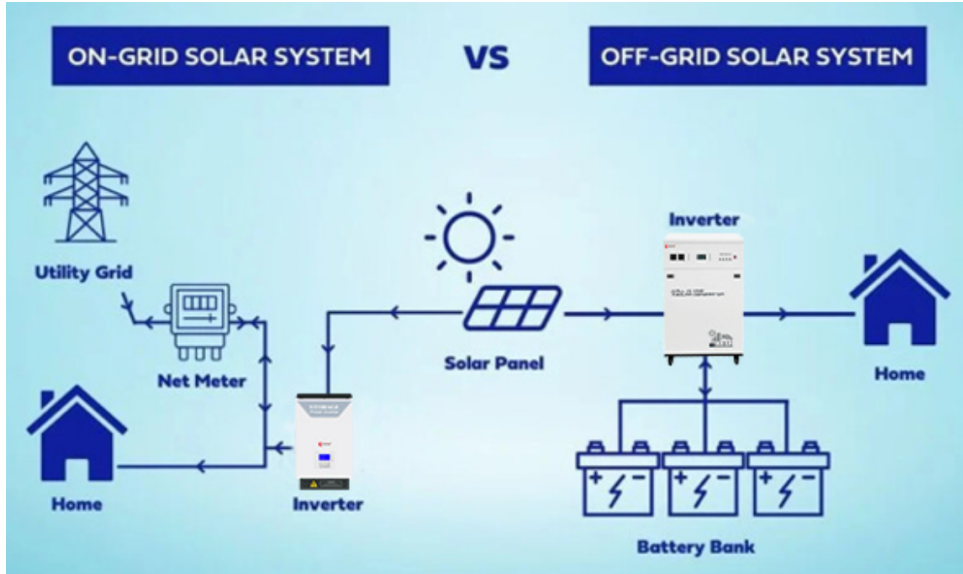 ON-GRID SOLAR SYSTEM
VS
OFF-GRID SOLAR SYSTEM
Utility Grid
Net Meter
Home
Inverter
Solar Panel
Inverter
Home
Battery Bank